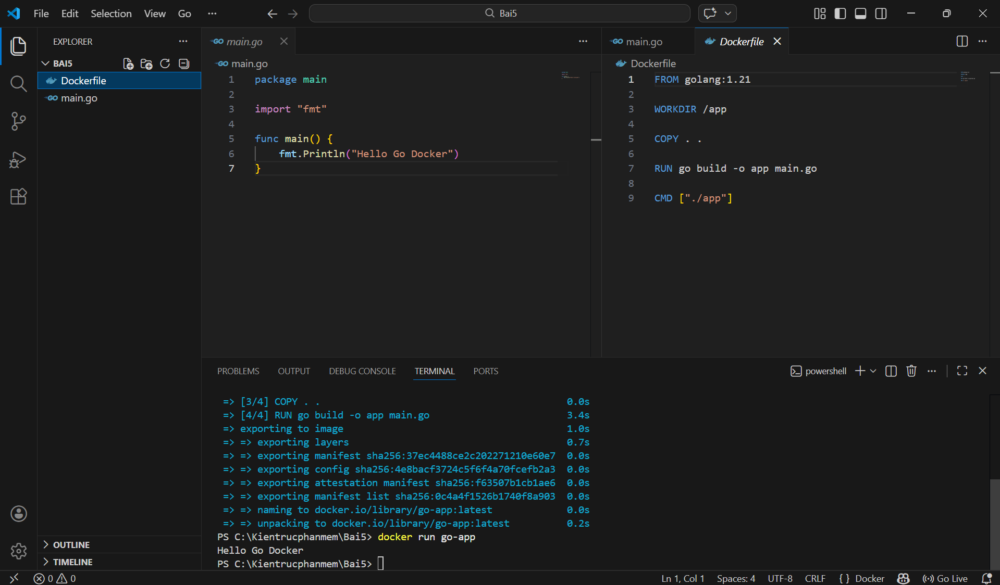 File Edit Selection View Go ··· Bai5
EXPLORER
BAI5
Dockerfile
main.go
OUTLINE
TIMELINE
main.go
main.go
1 package main
2
3 import "fmt"
4
5 func main() {
6 fmt.Println("Hello Go Docker")
7 }
main.go Dockerfile
Dockerfile
1 FROM golang:1.21
2
3 WORKDIR /app
4
5 COPY . .
6
7 RUN go build -o app main.go
8
9 CMD ["./app"]
PROBLEMS OUTPUT DEBUG CONSOLE TERMINAL PORTS powershell
=> [3/4] COPY . . 0.0s
=> [4/4] RUN go build -o app main.go 3.4s
=> exporting to image 1.0s
=> => exporting layers 0.7s
=> => exporting manifest sha256:37ec4488ce2c202271210e60e7 0.0s
=> => exporting config sha256:4e8bacf3724c5f6f4a70fcefb2a3 0.0s
=> => exporting attestation manifest sha256:f63507b1cb1ae6 0.0s
=> => exporting manifest list sha256:0c4a4f1526b1740f8a903 0.0s
=> => naming to docker.io/library/go-app:latest 0.0s
=> => unpacking to docker.io/library/go-app:latest 0.2s
PS C:\Kientrucphanmem\Bai5> docker run go-app
Hello Go Docker
PS C:\Kientrucphanmem\Bai5>
0 0 Ln 1, Col 1 Spaces: 4 UTF-8 CRLF { } Docker Go Live